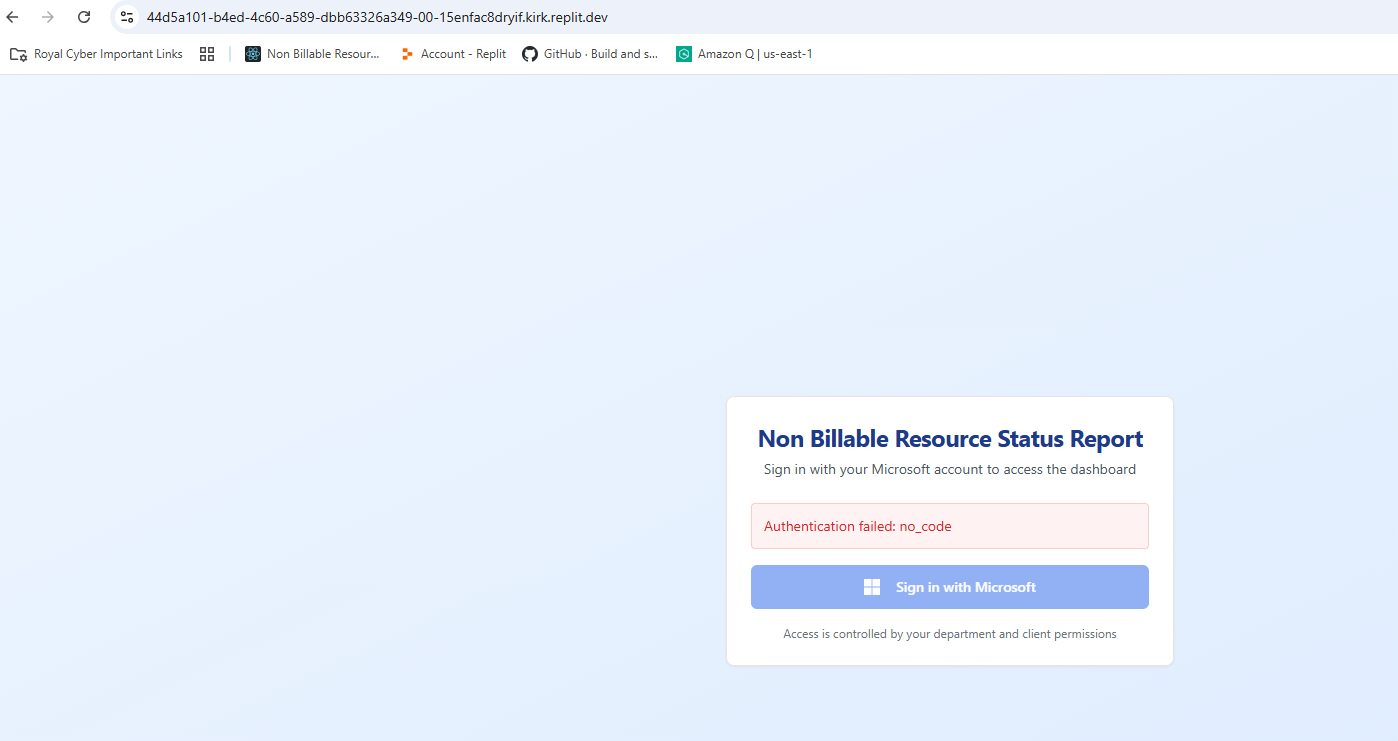 44d5a101-b4ed-4c60-a589-dbb63326a349-00-15enfac8dryif.kirk.replit.dev
Royal Cyber Important Links Non Billable Resour... Account - Replit GitHub · Build and s... Amazon Q | us-east-1
Non Billable Resource Status Report
Sign in with your Microsoft account to access the dashboard
Authentication failed: no_code
Sign in with Microsoft
Access is controlled by your department and client permissions